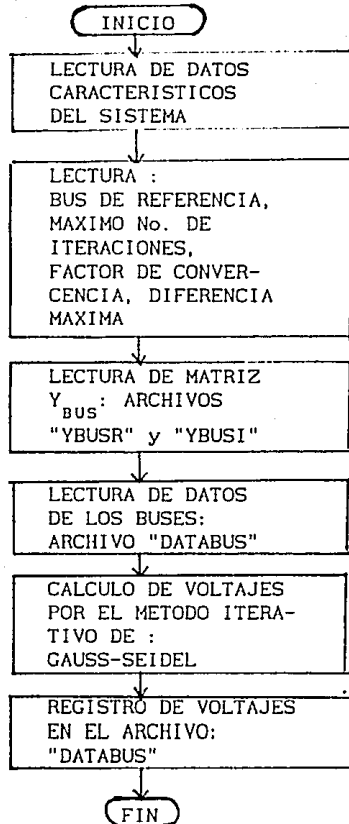 INICIO
LECTURA DE DATOS
CARACTERISTICOS
DEL SISTEMA
LECTURA :
BUS DE REFERENCIA,
MAXIMO No. DE
ITERACIONES,
FACTOR DE CONVER-
CENCIA, DIFERENCIA
MAXIMA
LECTURA DE MATRIZ
Y_BUS: ARCHIVOS
"YBUSR" y "YBUSI"
LECTURA DE DATOS
DE LOS BUSES:
ARCHIVO "DATABUS"
CALCULO DE VOLTAJES
POR EL METODO ITERA-
TIVO DE :
GAUSS-SEIDEL
REGISTRO DE VOLTAJES
EN EL ARCHIVO:
"DATABUS"
FIN